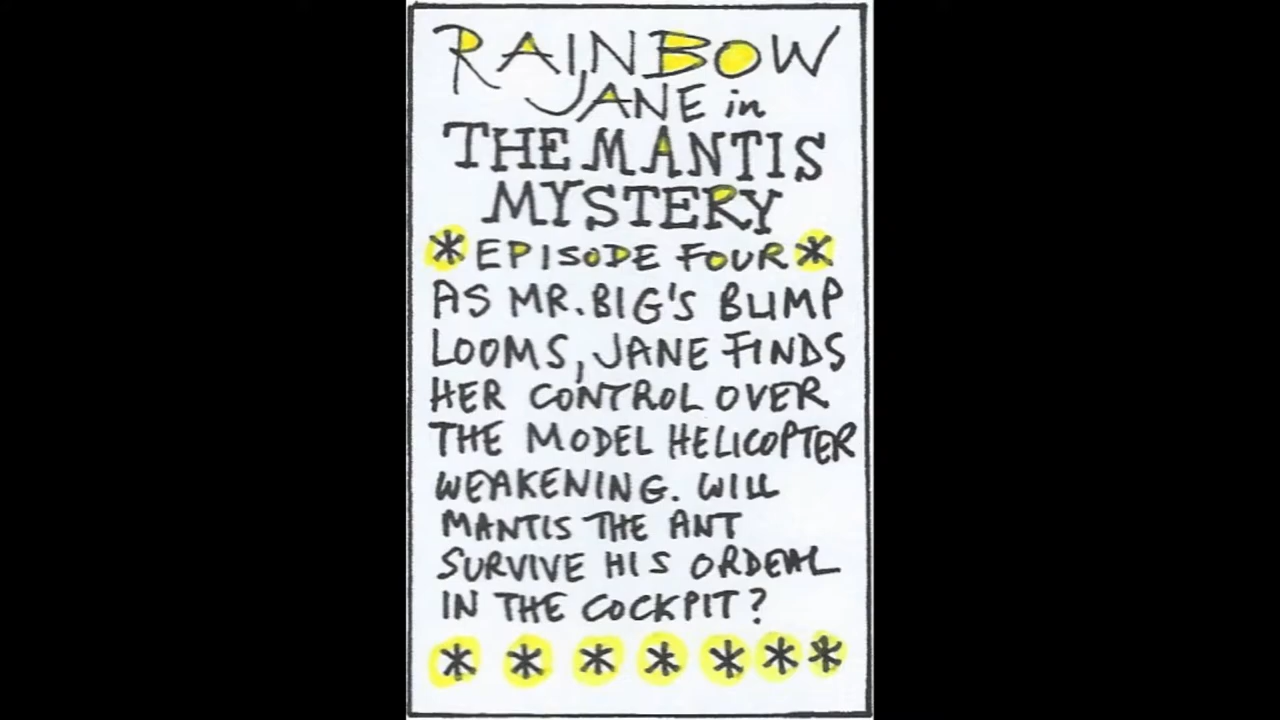 RAINBOW
JANE in
THE MANTIS
MYSTERY
* EPISODE FOUR *
AS MR. BIG'S BUMP
LOOMS, JANE FINDS
HER CONTROL OVER
THE MODEL HELICOPTER
WEAKENING. WILL
MANTIS THE ANT
SURVIVE HIS ORDEAL
IN THE COCKPIT?
* * * * * * *